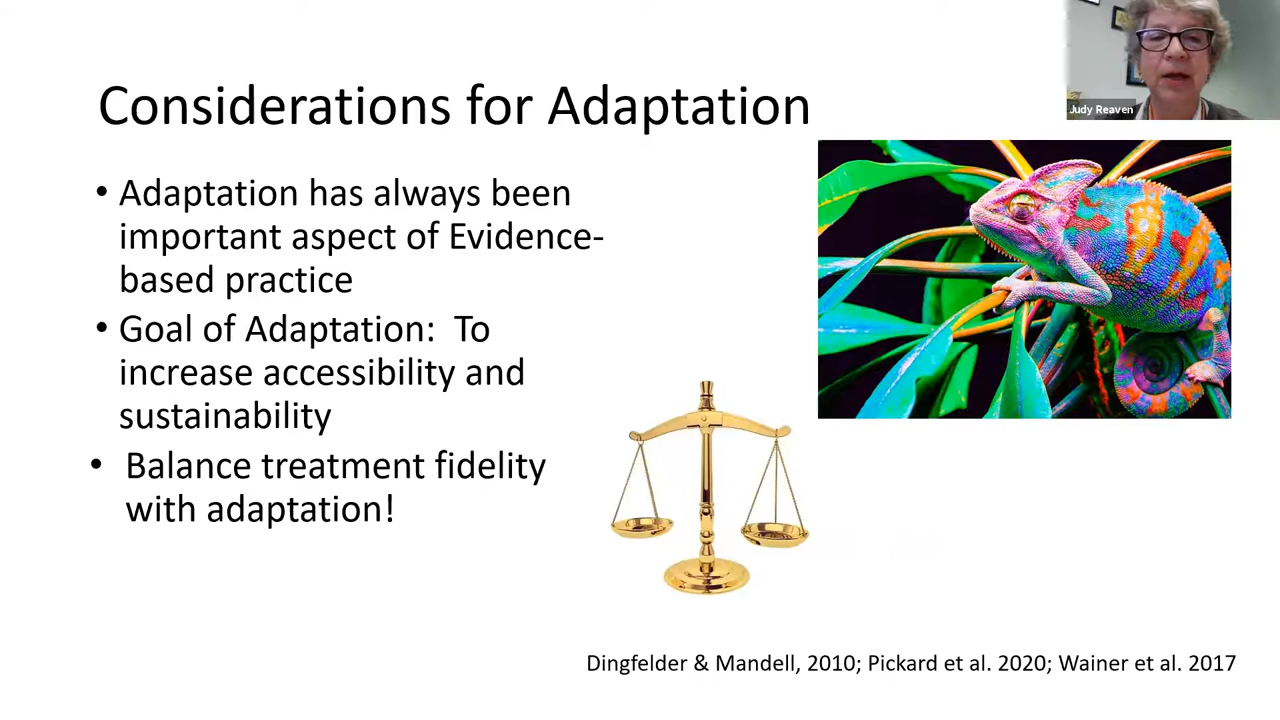 Judy Reaven
Considerations for Adaptation
• Adaptation has always been
important aspect of Evidence-
based practice
• Goal of Adaptation:  To
increase accessibility and
sustainability
• Balance treatment fidelity
with adaptation!
Dingfelder & Mandell, 2010; Pickard et al. 2020; Wainer et al. 2017